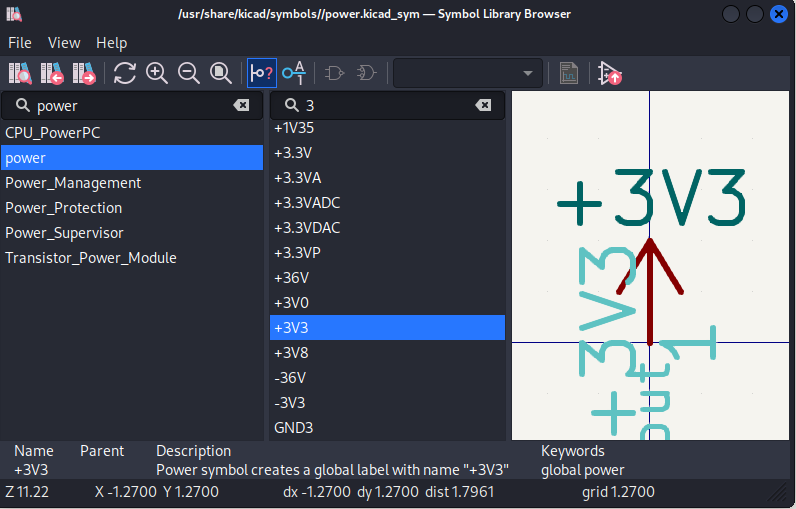 /usr/share/kicad/symbols//power.kicad_sym — Symbol Library Browser
File View Help
power
3
CPU_PowerPC
power
Power_Management
Power_Protection
Power_Supervisor
Transistor_Power_Module
+1V35
+3.3V
+3.3VA
+3.3VADC
+3.3VDAC
+3.3VP
+36V
+3V0
+3V3
+3V8
-36V
-3V3
GND3
+3V3
+3V3
1
Name Parent Description Keywords
+3V3 Power symbol creates a global label with name "+3V3" global power
Z 11.22 X -1.2700 Y 1.2700 dx -1.2700 dy 1.2700 dist 1.7961 grid 1.2700